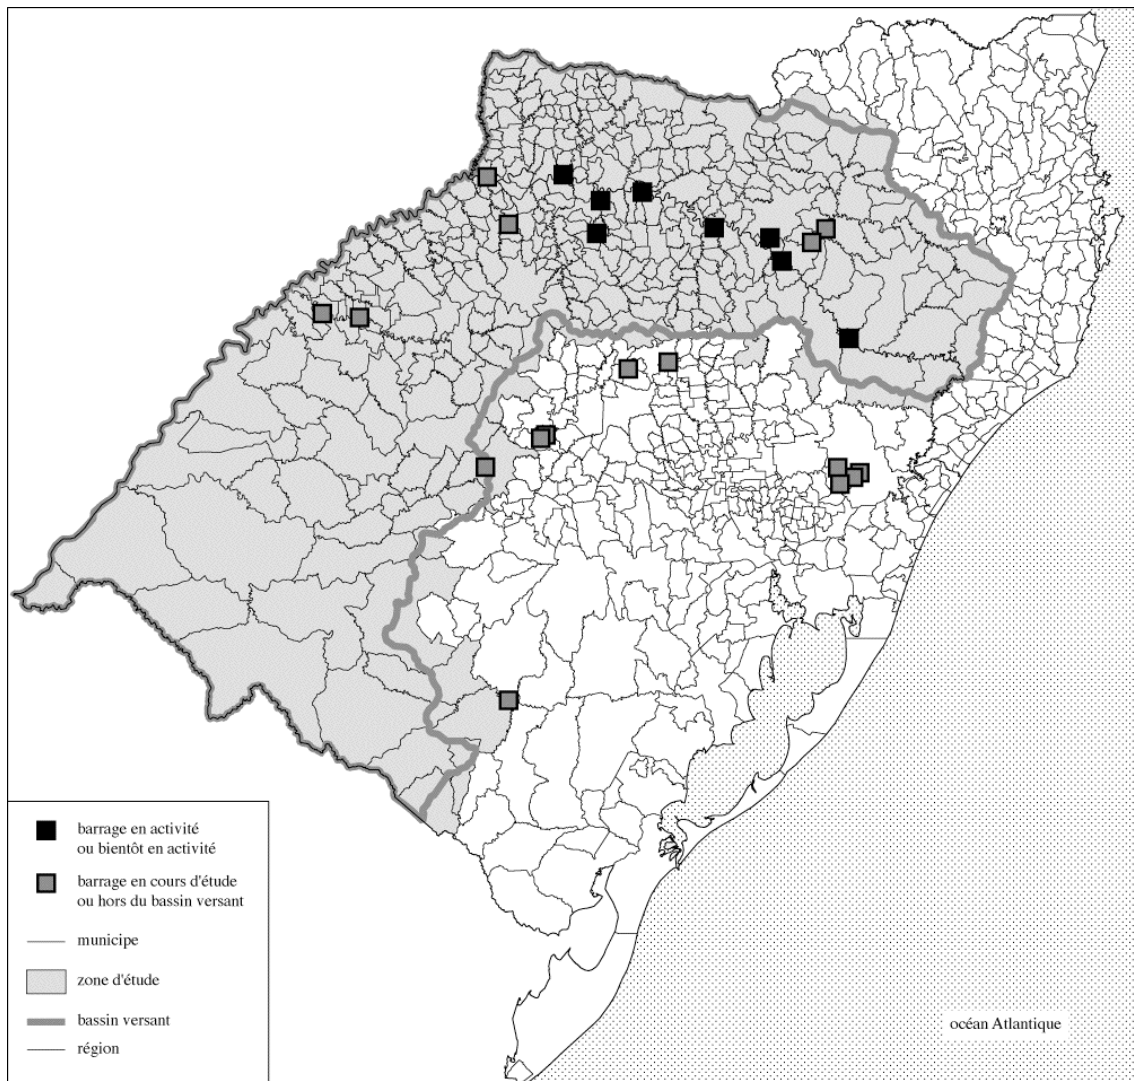 barrage en activité
ou bientôt en activité
barrage en cours d'étude
ou hors du bassin versant
municipe
zone d'étude
bassin versant
région
océan Atlantique